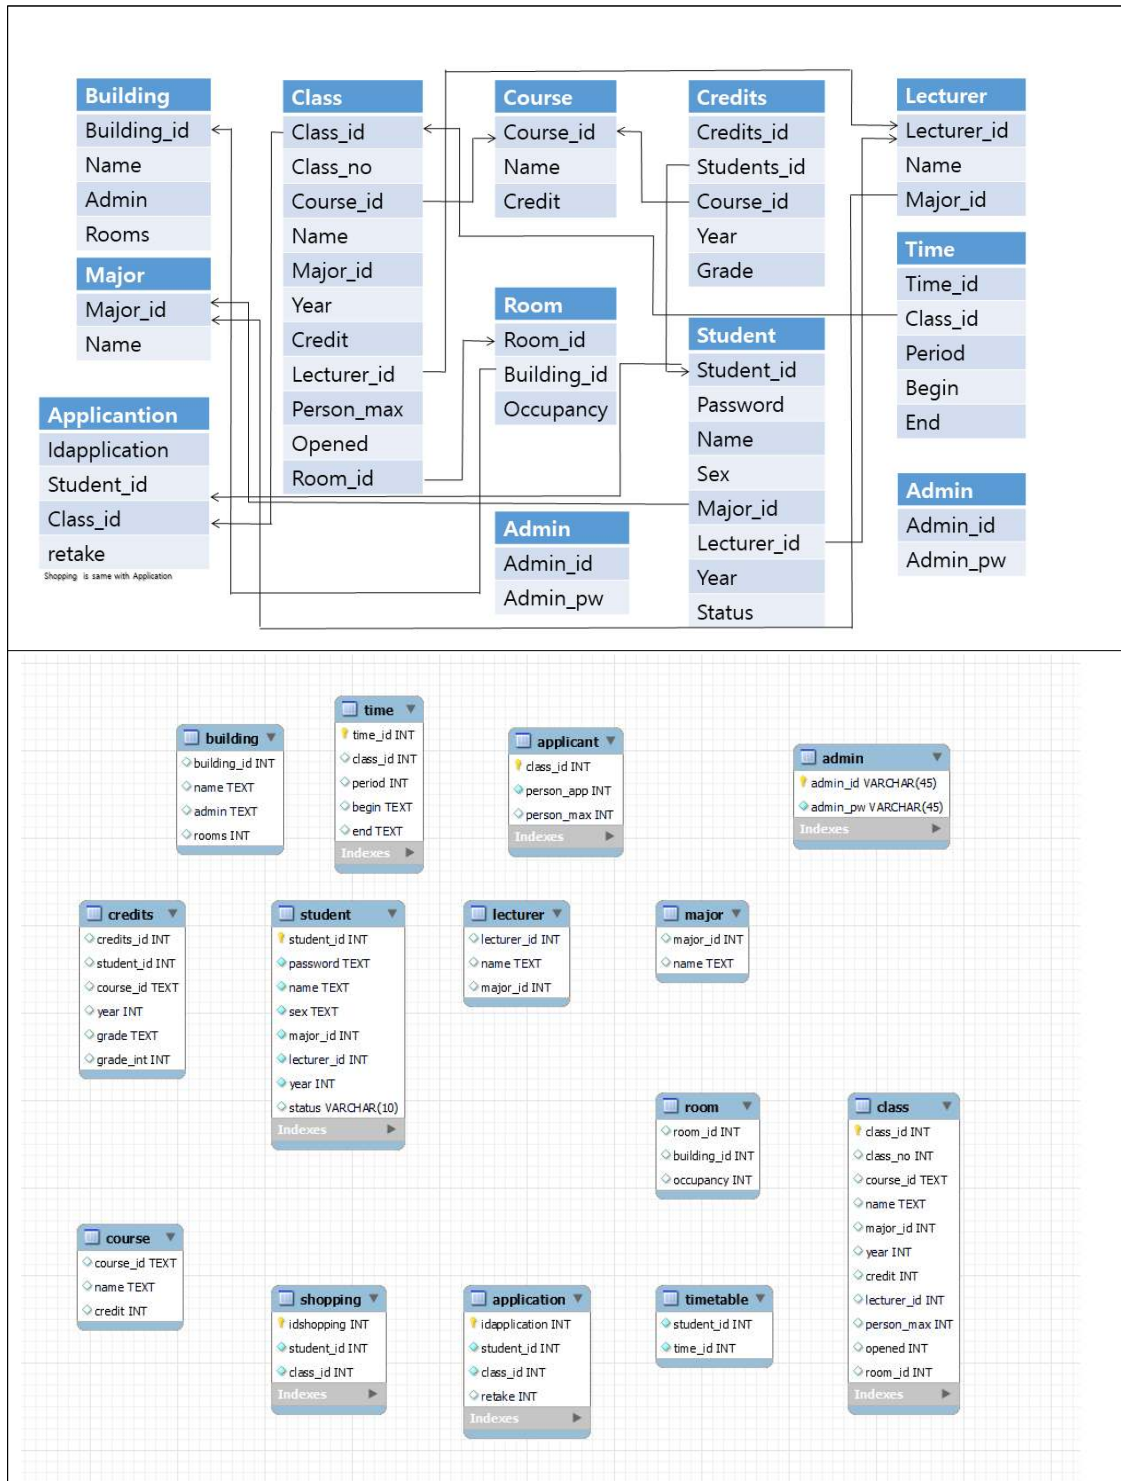 Building
Building_id
Name
Admin
Rooms
Major
Major_id
Name
Applicantion
Idapplication
Student_id
Class_id
retake
Shopping is same with Application
Class
Class_id
Class_no
Course_id
Name
Major_id
Year
Credit
Lecturer_id
Person_max
Opened
Room_id
Course
Course_id
Name
Credit
Room
Room_id
Building_id
Occupancy
Admin
Admin_id
Admin_pw
Credits
Credits_id
Students_id
Course_id
Year
Grade
Student
Student_id
Password
Name
Sex
Major_id
Lecturer_id
Year
Status
Lecturer
Lecturer_id
Name
Major_id
Time
Time_id
Class_id
Period
Begin
End
Admin
Admin_id
Admin_pw
building
building_id INT
name TEXT
admin TEXT
rooms INT
time
time_id INT
class_id INT
period INT
begin TEXT
end TEXT
Indexes
applicant
class_id INT
person_app INT
person_max INT
Indexes
admin
admin_id VARCHAR(45)
admin_pw VARCHAR(45)
Indexes
credits
credits_id INT
student_id INT
course_id TEXT
year INT
grade TEXT
grade_int INT
student
student_id INT
password TEXT
name TEXT
sex TEXT
major_id INT
lecturer_id INT
year INT
status VARCHAR(10)
Indexes
lecturer
lecturer_id INT
name TEXT
major_id INT
major
major_id INT
name TEXT
room
room_id INT
building_id INT
occupancy INT
class
class_id INT
class_no INT
course_id TEXT
name TEXT
major_id INT
year INT
credit INT
lecturer_id INT
person_max INT
opened INT
room_id INT
Indexes
course
course_id TEXT
name TEXT
credit INT
shopping
idshopping INT
student_id INT
class_id INT
Indexes
application
idapplication INT
student_id INT
class_id INT
retake INT
Indexes
timetable
student_id INT
time_id INT